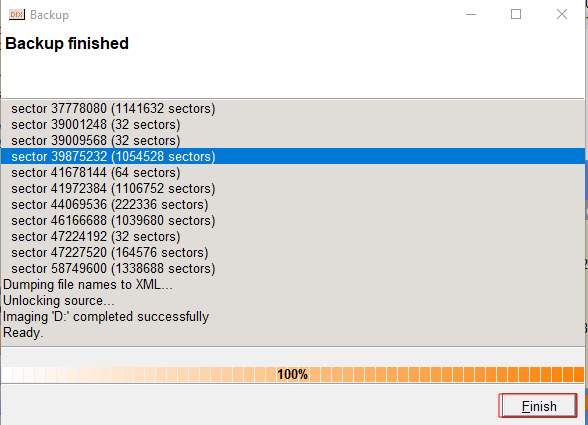 DIX Backup
Backup finished
sector 37778080 (1141632 sectors)
sector 39001248 (32 sectors)
sector 39009568 (32 sectors)
sector 39875232 (1054528 sectors)
sector 41678144 (64 sectors)
sector 41972384 (1106752 sectors)
sector 44069536 (222336 sectors)
sector 46166688 (1039680 sectors)
sector 47224192 (32 sectors)
sector 47227520 (164576 sectors)
sector 58749600 (1338688 sectors)
Dumping file names to XML...
Unlocking source...
Imaging 'D:' completed successfully
Ready.
100%
Finish